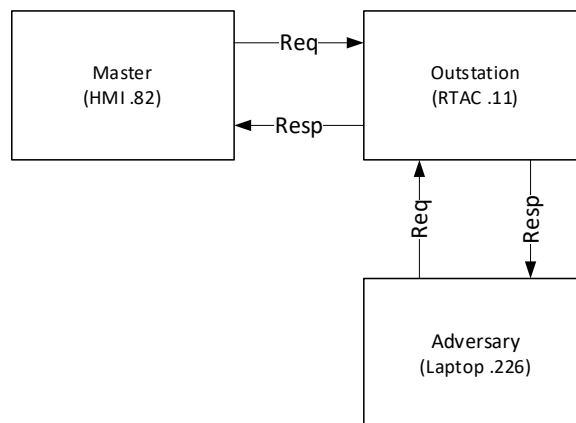 Master
(HMI .82)
Req
Resp
Outstation
(RTAC .11)
Req
Resp
Adversary
(Laptop .226)